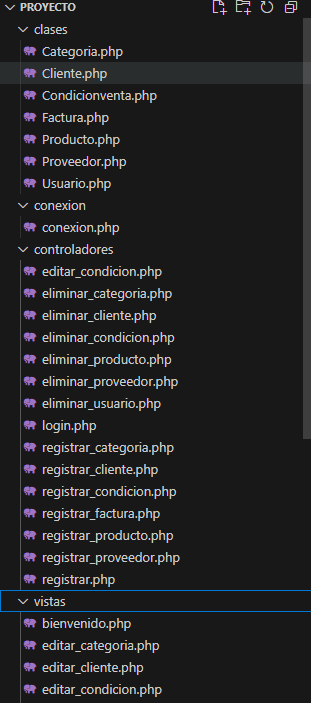 PROYECTO
clases
Categoria.php
Cliente.php
Condicionventa.php
Factura.php
Producto.php
Proveedor.php
Usuario.php
conexion
conexion.php
controladores
editar_condicion.php
eliminar_categoria.php
eliminar_cliente.php
eliminar_condicion.php
eliminar_producto.php
eliminar_proveedor.php
eliminar_usuario.php
login.php
registrar_categoria.php
registrar_cliente.php
registrar_condicion.php
registrar_factura.php
registrar_producto.php
registrar_proveedor.php
registrar.php
vistas
bienvenido.php
editar_categoria.php
editar_cliente.php
editar_condicion.php